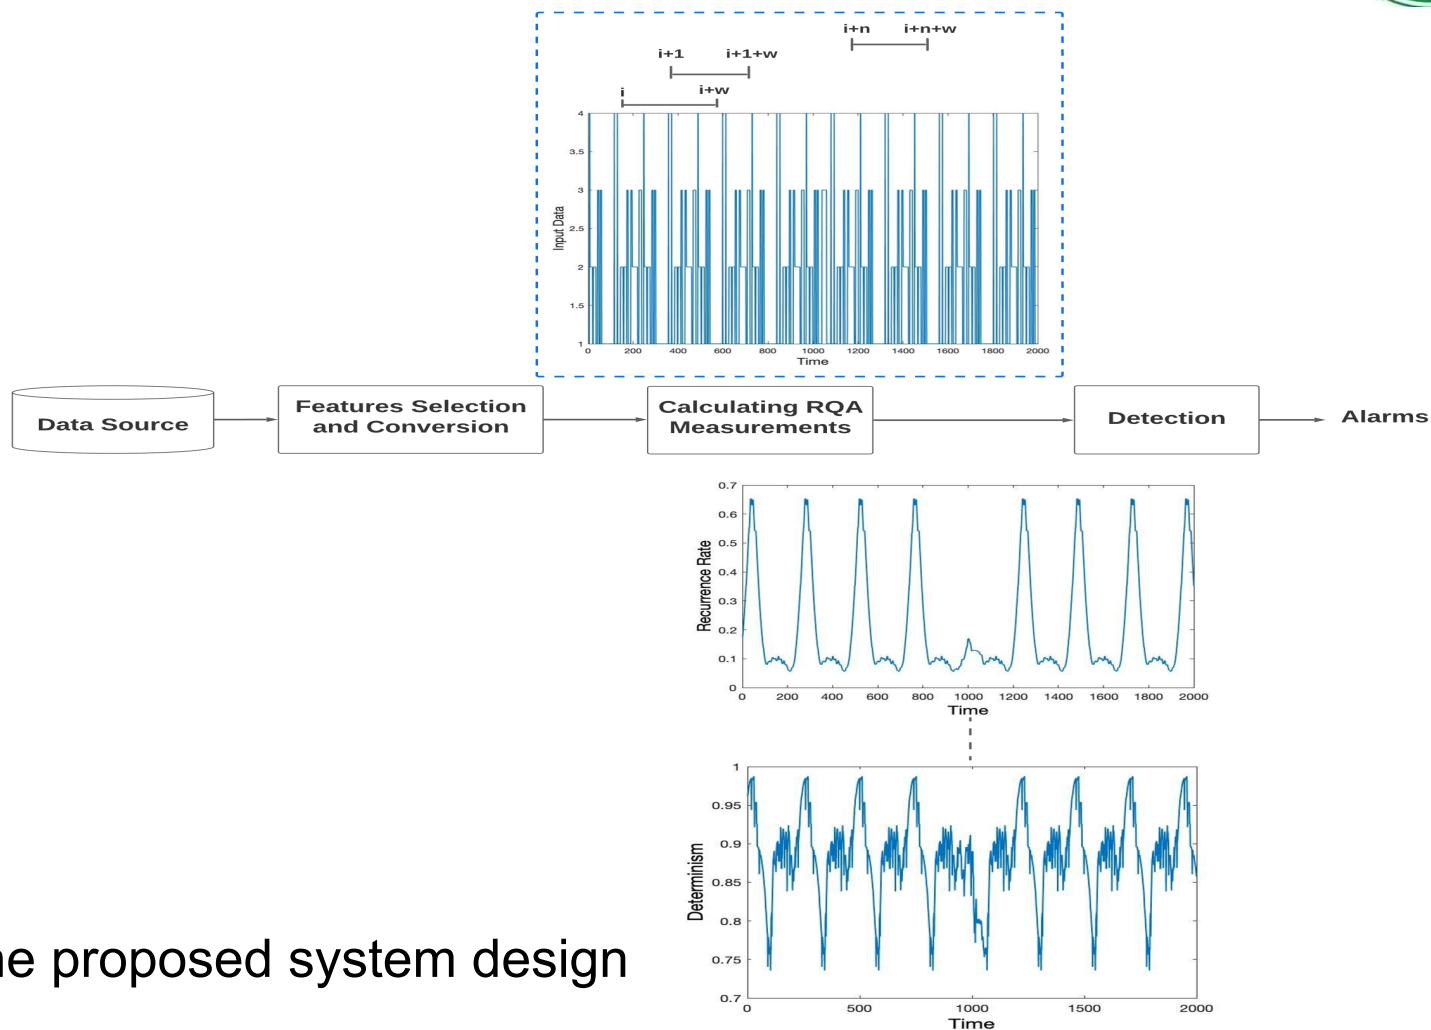 i+n i+n+w
i+1 i+1+w
i i+w
4
3.5
3
2.5
2
1.5
1
Input Data
0 200 400 600 800 1000 1200 1400 1600 1800 2000
Time
Data Source
Features Selection
and Conversion
Calculating RQA
Measurements
Detection
Alarms
0.7
0.6
0.5
0.4
0.3
0.2
0.1
0
Recurrence Rate
0 200 400 600 800 1000 1200 1400 1600 1800 2000
Time
1
0.95
0.9
0.85
0.8
0.75
0.7
Determinism
0 500 1000 1500 2000
Time
proposed system design